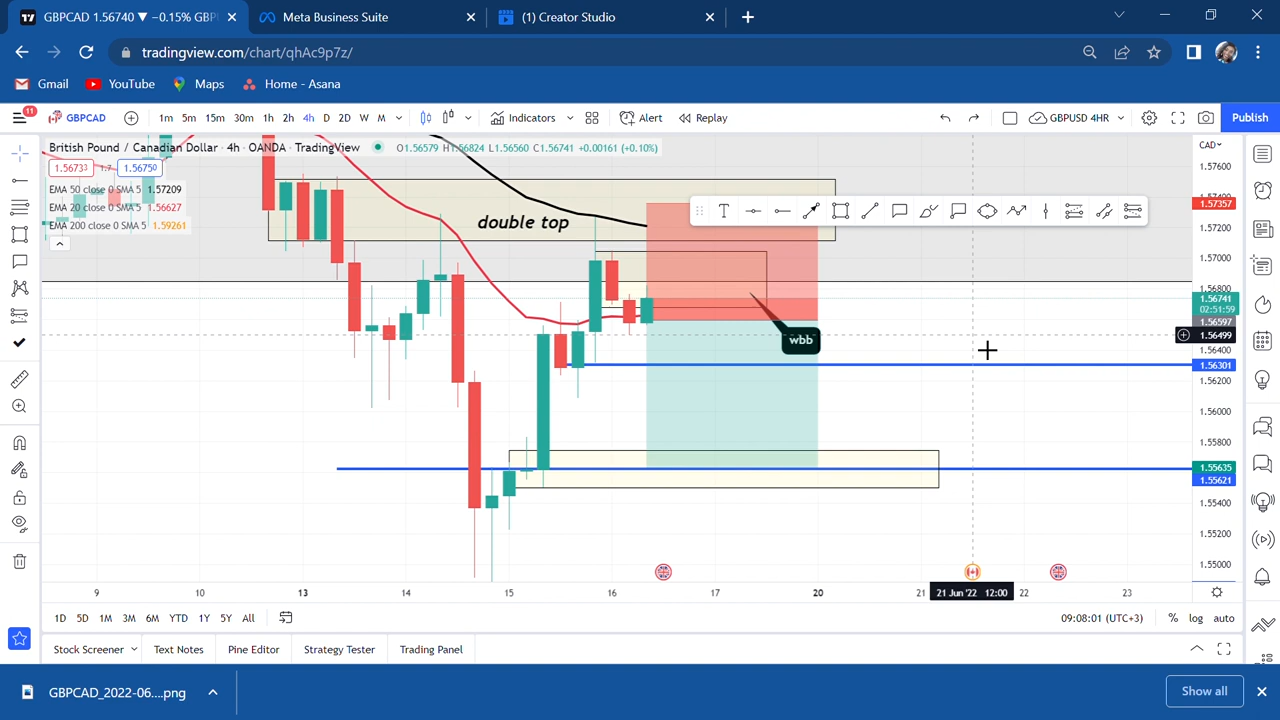 GBPCAD 1.56740 ▼ −0.15% GBP
Meta Business Suite
(1) Creator Studio
tradingview.com/chart/qhAc9p7z/
Gmail
YouTube
Maps
Home - Asana
11
GBPCAD
1m 5m 15m 30m 1h 2h 4h D 2D W M
Indicators
Alert
Replay
GBPUSD 4HR
Publish
British Pound / Canadian Dollar · 4h · OANDA · TradingView
O1.56579 H1.56824 L1.56560 C1.56741 +0.00161 (+0.10%)
CAD
1.56733 1.7 1.56750
EMA 50 close 0 SMA 5 1.57209
EMA 20 close 0 SMA 5 1.56627
EMA 200 close 0 SMA 5 1.59261
double top
wbb
1.57600
1.57357
1.57200
1.57000
1.56800
1.56741
02:51:59
1.56597
1.56499
1.56400
1.56301
1.56200
1.56000
1.55800
1.55635
1.55621
1.55400
1.55200
1.55000
9 10 13 14 15 16 17 20 21 21 Jun '22 12:00 22 23
1D 5D 1M 3M 6M YTD 1Y 5Y All
09:08:01 (UTC+3)
% log auto
Stock Screener
Text Notes
Pine Editor
Strategy Tester
Trading Panel
GBPCAD_2022-06....png
Show all